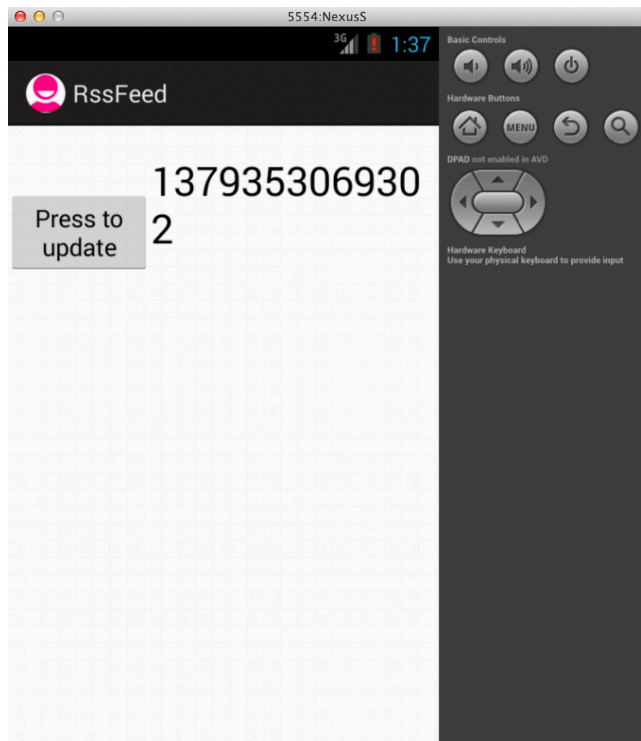 5554:NexusS
3G 1:37
RssFeed
Press to
update
137935306930
2
Basic Controls
Hardware Buttons
MENU
DPAD not enabled in AVD
Hardware Keyboard
Use your physical keyboard to provide input